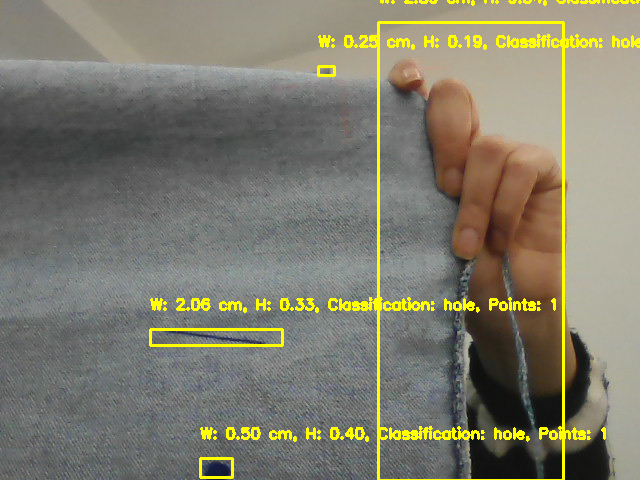 W: 0.25 cm, H: 0.19, Classification: hole
W: 2.06 cm, H: 0.33, Classification: hole, Points: 1
W: 0.50 cm, H: 0.40, Classification: hole, Points: 1